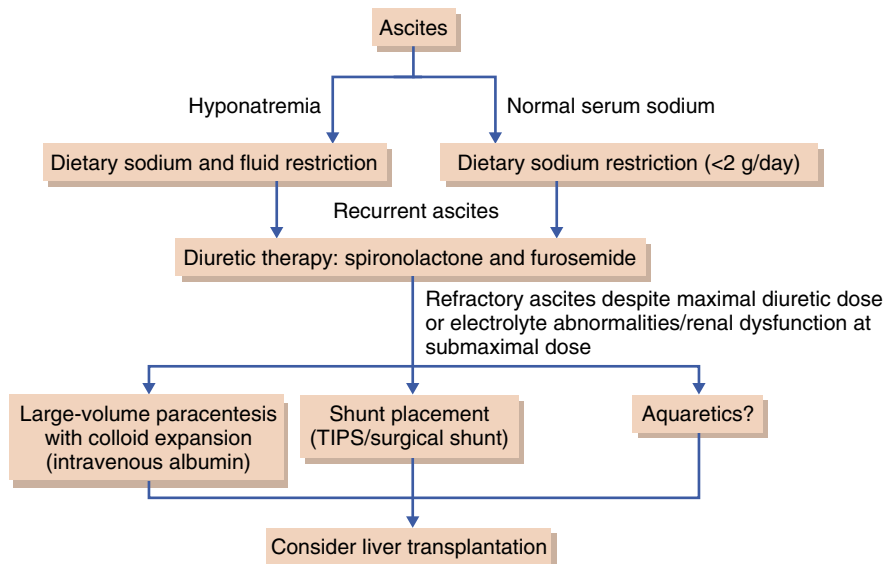 Ascites
Hyponatremia
Normal serum sodium
Dietary sodium and fluid restriction
Dietary sodium restriction (<2 g/day)
Recurrent ascites
Diuretic therapy: spironolactone and furosemide
Refractory ascites despite maximal diuretic dose
or electrolyte abnormalities/renal dysfunction at
submaximal dose
Large-volume paracentesis
with colloid expansion
(intravenous albumin)
Shunt placement
(TIPS/surgical shunt)
Aquaretics?
Consider liver transplantation